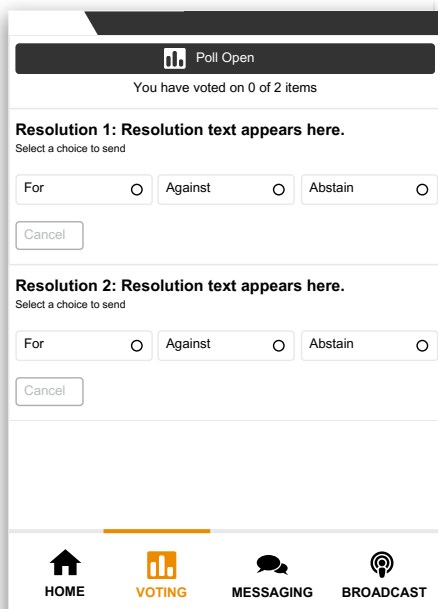 Poll Open
You have voted on 0 of 2 items
Resolution 1: Resolution text appears here.
Select a choice to send
For Against Abstain
Cancel
Resolution 2: Resolution text appears here.
Select a choice to send
For Against Abstain
Cancel
HOME VOTING MESSAGING BROADCAST